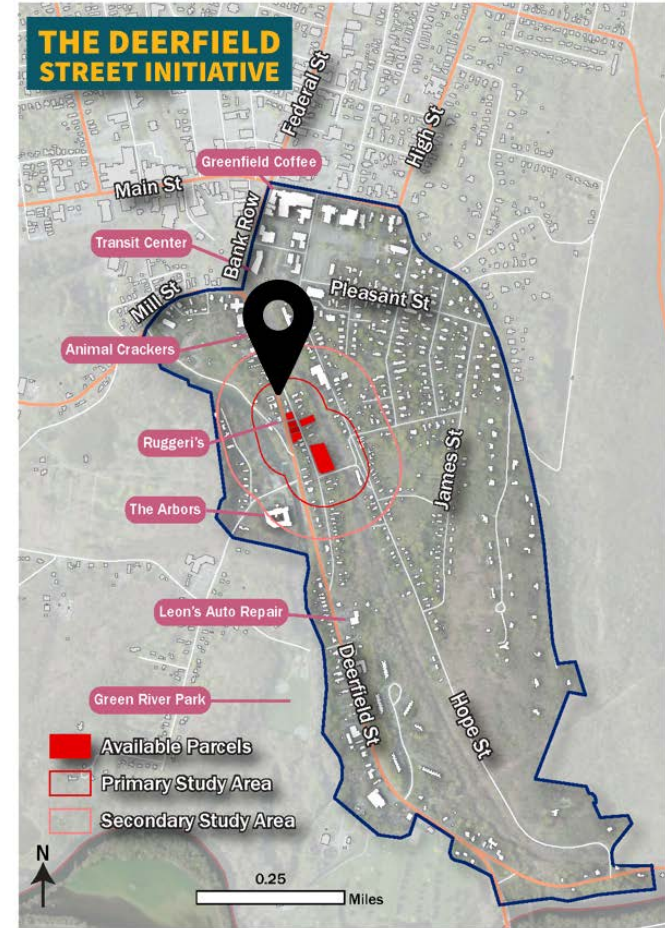 THE DEERFIELD
STREET INITIATIVE
Federal St
High St
Greenfield Coffee
Main St
Bank Row
Transit Center
Mill St
Pleasant St
Animal Crackers
Ruggeri's
James St
The Arbors
Leon's Auto Repair
Deerfield St
Hope St
Green River Park
Available Parcels
Primary Study Area
Secondary Study Area
N
0.25
Miles